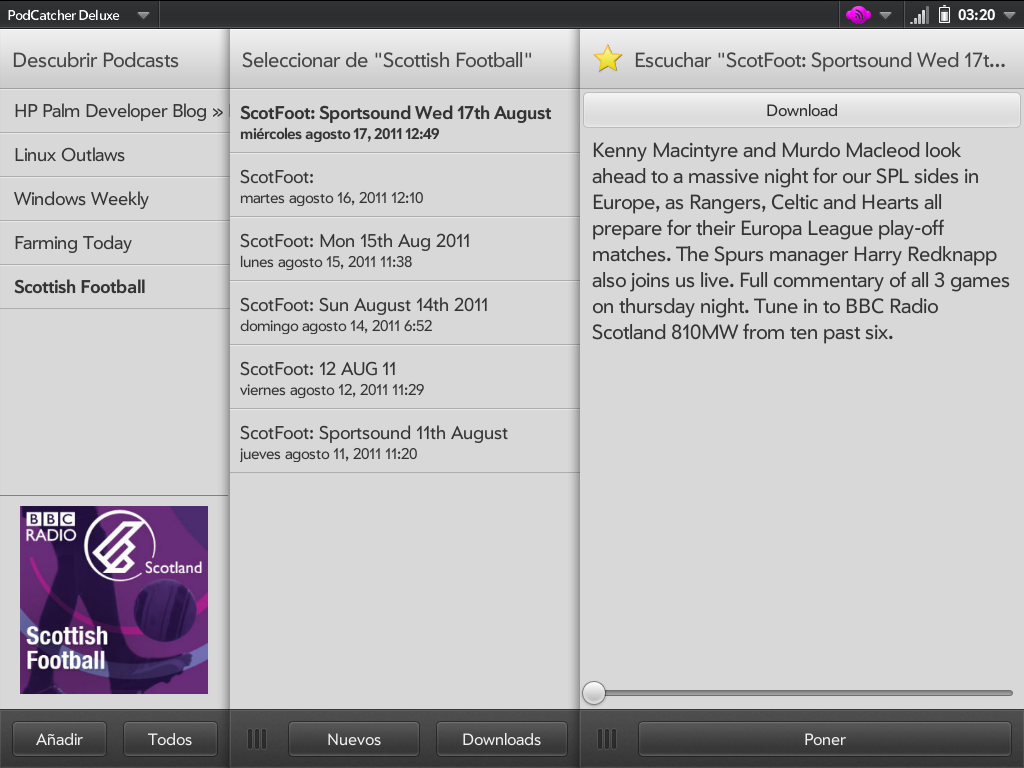 PodCatcher Deluxe
03:20
Descubrir Podcasts
HP Palm Developer Blog »
Linux Outlaws
Windows Weekly
Farming Today
Scottish Football
BBC
RADIO
Scotland
Scottish
Football
Añadir
Todos
Seleccionar de "Scottish Football"
ScotFoot: Sportsound Wed 17th August
miércoles agosto 17, 2011 12:49
ScotFoot:
martes agosto 16, 2011 12:10
ScotFoot: Mon 15th Aug 2011
lunes agosto 15, 2011 11:38
ScotFoot: Sun August 14th 2011
domingo agosto 14, 2011 6:52
ScotFoot: 12 AUG 11
viernes agosto 12, 2011 11:29
ScotFoot: Sportsound 11th August
jueves agosto 11, 2011 11:20
Nuevos
Downloads
Escuchar "ScotFoot: Sportsound Wed 17t...
Download
Kenny Macintyre and Murdo Macleod look
ahead to a massive night for our SPL sides in
Europe, as Rangers, Celtic and Hearts all
prepare for their Europa League play-off
matches. The Spurs manager Harry Redknapp
also joins us live. Full commentary of all 3 games
on thursday night. Tune in to BBC Radio
Scotland 810MW from ten past six.
Poner